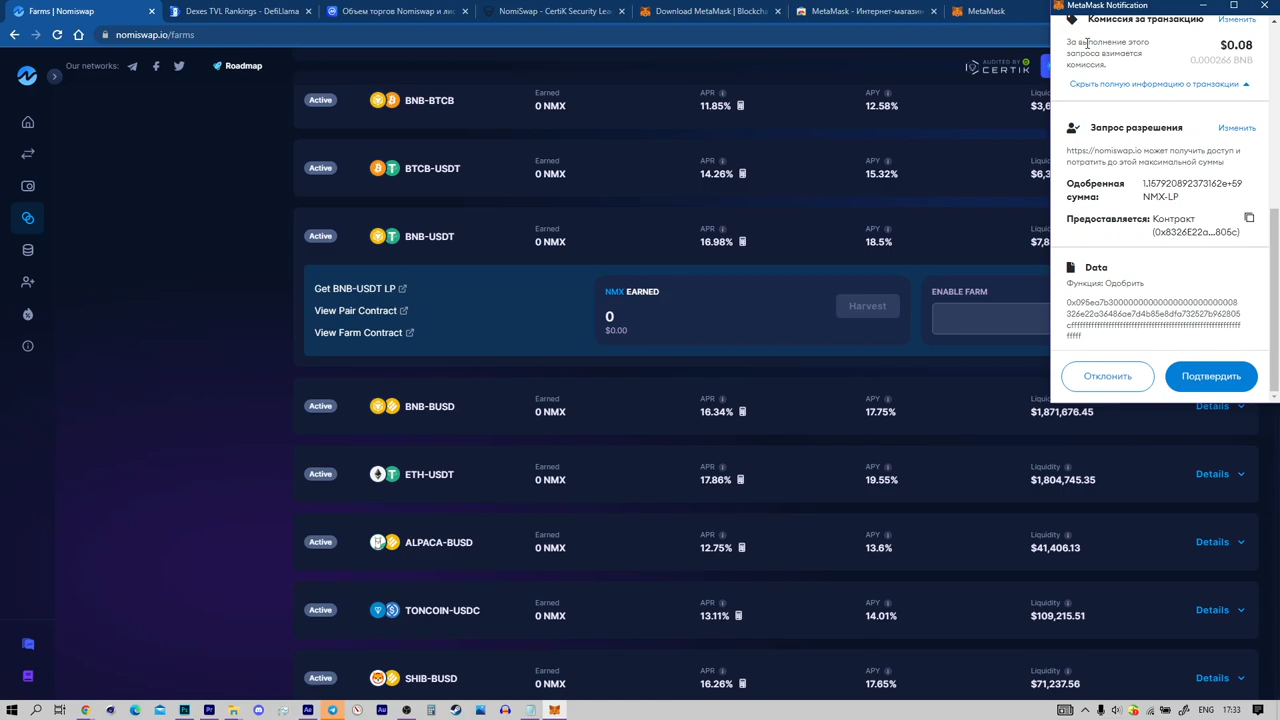 Farms | Nomiswap
Dexes TVL Rankings - DefiLlama
Объем торгов Nomiswap и лис
NomiSwap - CertiK Security Lea
Download MetaMask | Blockcha
MetaMask - Интернет-магазин
MetaMask
MetaMask Notification
nomiswap.io/farms
Our networks:
Roadmap
AUDITED BY
CERTIK
Active
BNB-BTCB
Earned
0 NMX
APR
11.85%
APY
12.58%
Active
BTCB-USDT
Earned
0 NMX
APR
14.26%
APY
15.32%
Active
BNB-USDT
Earned
0 NMX
APR
16.98%
APY
18.5%
Get BNB-USDT LP
View Pair Contract
View Farm Contract
NMX EARNED
0
$0.00
Harvest
ENABLE FARM
Active
BNB-BUSD
Earned
0 NMX
APR
16.34%
APY
17.75%
$1,871,676.45
Details
Active
ETH-USDT
Earned
0 NMX
APR
17.86%
APY
19.55%
Liquidity
$1,804,745.35
Details
Active
ALPACA-BUSD
Earned
0 NMX
APR
12.75%
APY
13.6%
Liquidity
$41,406.13
Details
Active
TONCOIN-USDC
Earned
0 NMX
APR
13.11%
APY
14.01%
Liquidity
$109,215.51
Details
Active
SHIB-BUSD
Earned
0 NMX
APR
16.26%
APY
17.65%
Liquidity
$71,237.56
Details
Комиссия за транзакцию
Изменить
За выполнение этого
запроса взимается
комиссия.
$0.08
0.000266 BNB
Скрыть полную информацию о транзакции
Запрос разрешения
Изменить
https://nomiswap.io может получить доступ и
потратить до этой максимальной суммы
Одобренная
сумма:
1.157920892373162e+59
NMX-LP
Предоставляется:
Контракт
(0x8326E22a...805c)
Data
Функция: Одобрить
326e22a36486ae7d4b85e8dfa732527b962805
Отклонить
Подтвердить
17:33